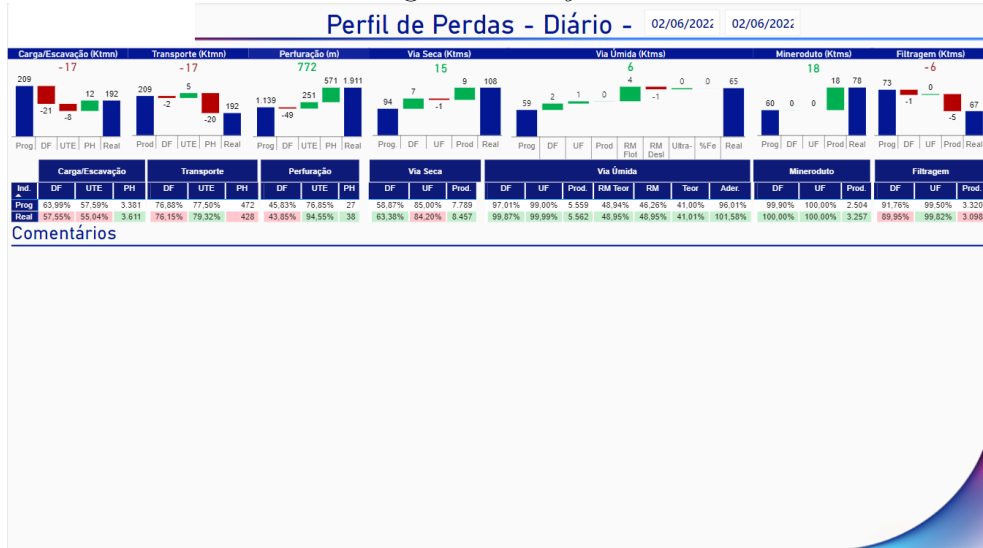 Perfil de Perdas - Diário - 02/06/2022 02/06/2022
Carga/Escavação (Ktmn) Transporte (Ktmn) Perfuração (m) Via Seca (Ktms) Via Úmida (Ktms) Mineroduto (Ktms) Filtragem (Ktms)
-17 -17 772 15 6 18 -6
209 -21 -8 12 192 209 -2 5 -20 192 1.139 -49 251 571 1.911 94 7 -1 9 108 59 2 1 0 4 -1 0 0 65 60 0 0 18 78 73 -1 0 -5 67
Prog DF UTE PH Real Prod DF UTE PH Real Prog DF UTE PH Real Prog. DF UF Prod Real Prog DF UF Prod RM Flot RM Desl Ultra- %Fe Real Prog DF UF Prod Real Prog DF UF Prod Real
Carga/Escavação Transporte Perfuração Via Seca Via Úmida Mineroduto Filtragem
Ind. DF UTE PH DF UTE PH DF UTE PH DF UF Prod. DF UF Prod. RM Teor RM Teor Ader. DF UF Prod. DF UF Prod.
Prog 63,99% 57,59% 3.381 76,88% 77,50% 472 45,83% 76,85% 27 58,87% 85,00% 7.789 97,01% 99,00% 5.559 48,94% 46,26% 41,00% 96,01% 99,90% 100,00% 2.504 91,76% 99,50% 3.320
Real 57,55% 55,04% 3.611 76,15% 79,32% 428 43,85% 94,55% 38 63,38% 84,20% 8.457 99,87% 99,99% 5.562 48,95% 48,95% 41,01% 101,58% 100,00% 100,00% 3.257 89,95% 99,82% 3.098
Comentários